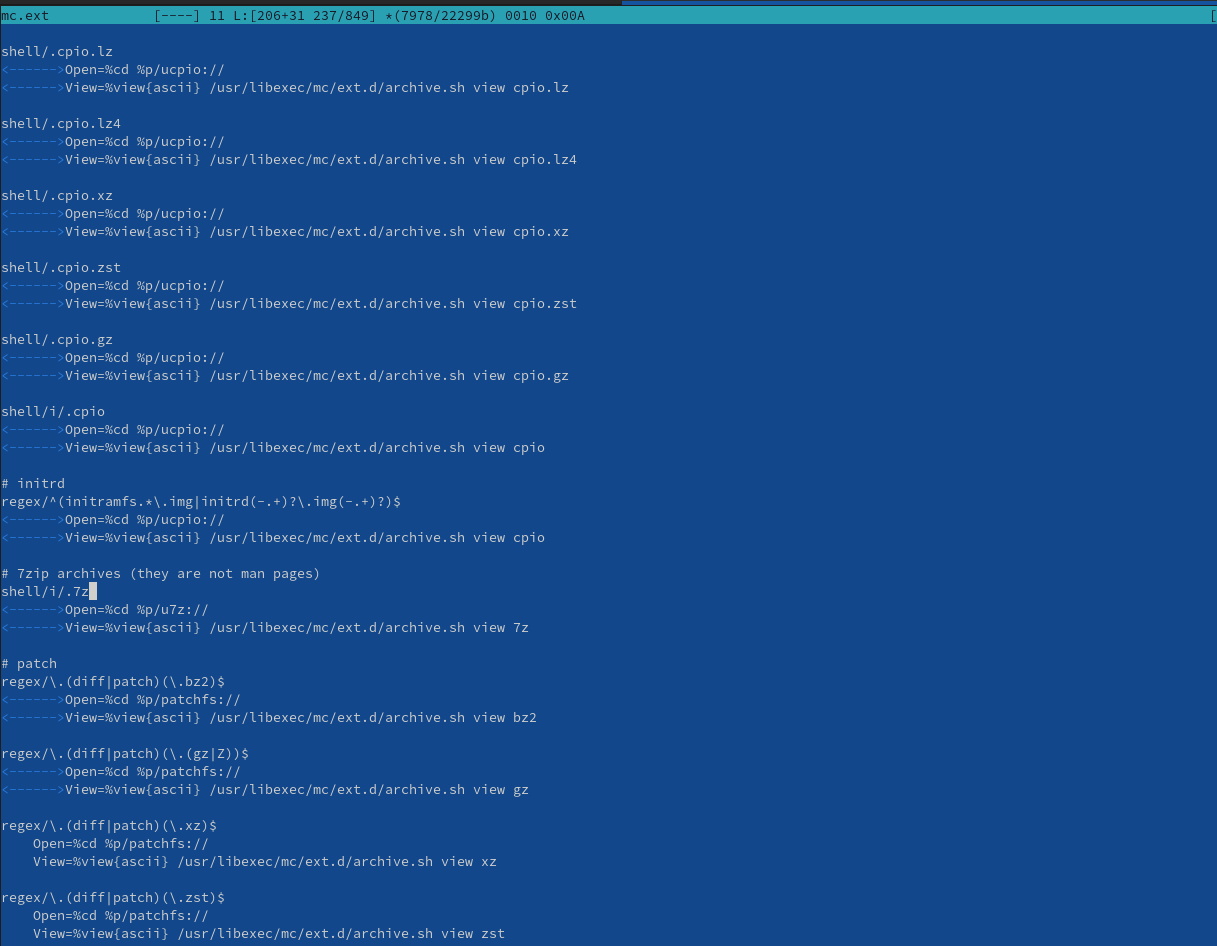 mc.ext [----] 11 L:[206+31 237/849] *(7978/22299b) 0010 0x00A [
shell/.cpio.lz
<------>Open=%cd %p/ucpio://
<------>View=%view{ascii} /usr/libexec/mc/ext.d/archive.sh view cpio.lz
shell/.cpio.lz4
<------>Open=%cd %p/ucpio://
<------>View=%view{ascii} /usr/libexec/mc/ext.d/archive.sh view cpio.lz4
shell/.cpio.xz
<------>Open=%cd %p/ucpio://
<------>View=%view{ascii} /usr/libexec/mc/ext.d/archive.sh view cpio.xz
shell/.cpio.zst
<------>Open=%cd %p/ucpio://
<------>View=%view{ascii} /usr/libexec/mc/ext.d/archive.sh view cpio.zst
shell/.cpio.gz
<------>Open=%cd %p/ucpio://
<------>View=%view{ascii} /usr/libexec/mc/ext.d/archive.sh view cpio.gz
shell/i/.cpio
<------>Open=%cd %p/ucpio://
<------>View=%view{ascii} /usr/libexec/mc/ext.d/archive.sh view cpio
# initrd
regex/^(initramfs.*\.img|initrd(-.+)?\.img(-.+)?)$
<------>Open=%cd %p/ucpio://
<------>View=%view{ascii} /usr/libexec/mc/ext.d/archive.sh view cpio
# 7zip archives (they are not man pages)
shell/i/.7z
<------>Open=%cd %p/u7z://
<------>View=%view{ascii} /usr/libexec/mc/ext.d/archive.sh view 7z
# patch
regex/\.(diff|patch)(\.bz2)$
<------>Open=%cd %p/patchfs://
<------>View=%view{ascii} /usr/libexec/mc/ext.d/archive.sh view bz2
regex/\.(diff|patch)(\.(gz|Z))$
<------>Open=%cd %p/patchfs://
<------>View=%view{ascii} /usr/libexec/mc/ext.d/archive.sh view gz
regex/\.(diff|patch)(\.xz)$
    Open=%cd %p/patchfs://
    View=%view{ascii} /usr/libexec/mc/ext.d/archive.sh view xz
regex/\.(diff|patch)(\.zst)$
    Open=%cd %p/patchfs://
    View=%view{ascii} /usr/libexec/mc/ext.d/archive.sh view zst